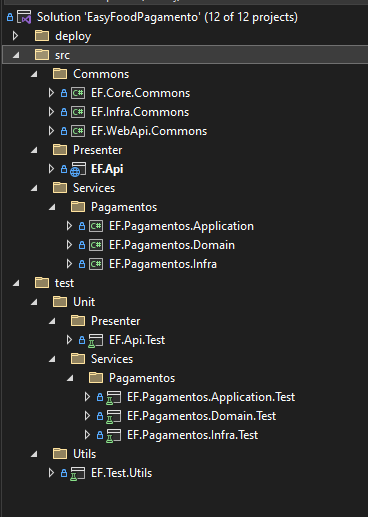 Solution 'EasyFoodPagamento' (12 of 12 projects)
deploy
src
Commons
C# EF.Core.Commons
C# EF.Infra.Commons
C# EF.WebApi.Commons
Presenter
EF.Api
Services
Pagamentos
C# EF.Pagamentos.Application
C# EF.Pagamentos.Domain
C# EF.Pagamentos.Infra
test
Unit
Presenter
EF.Api.Test
Services
Pagamentos
EF.Pagamentos.Application.Test
EF.Pagamentos.Domain.Test
EF.Pagamentos.Infra.Test
Utils
EF.Test.Utils